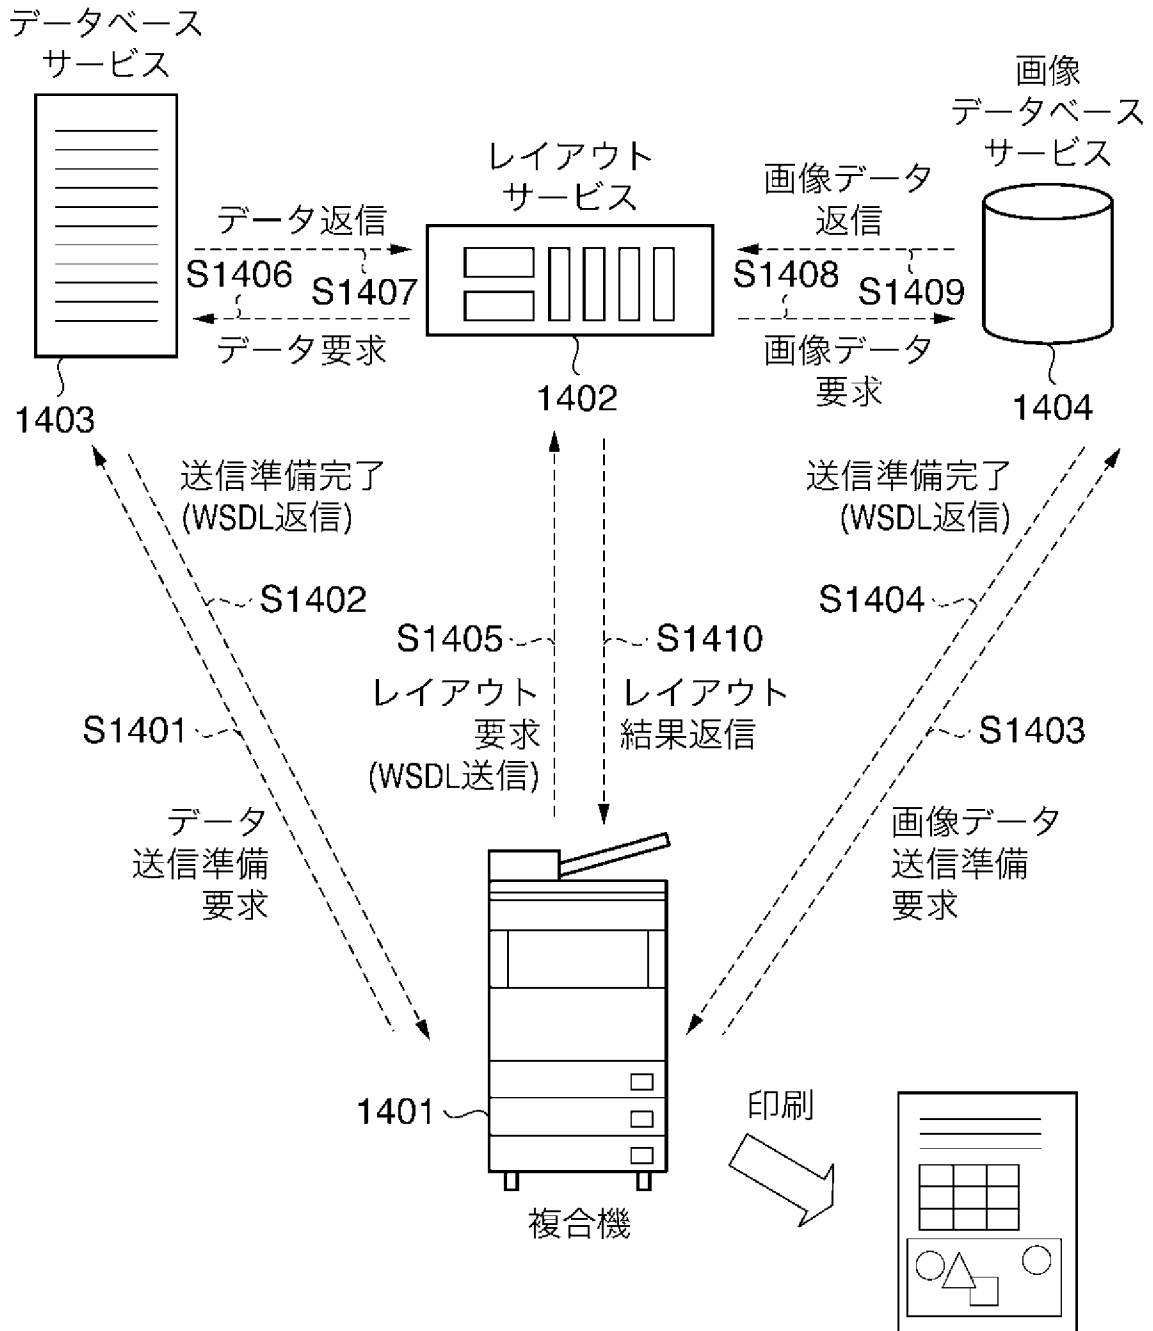 データベース
サービス
画像
データベース
サービス
レイアウト
サービス
データ返信
S1406
S1407
データ要求
画像データ
返信
S1408
S1409
画像データ
要求
1403
1402
1404
送信準備完了
(WSDL返信)
送信準備完了
(WSDL返信)
S1402
S1404
S1405
S1410
S1401
レイアウト
要求
(WSDL送信)
レイアウト
結果返信
S1403
データ
送信準備
要求
画像データ
送信準備
要求
1401
印刷
複合機